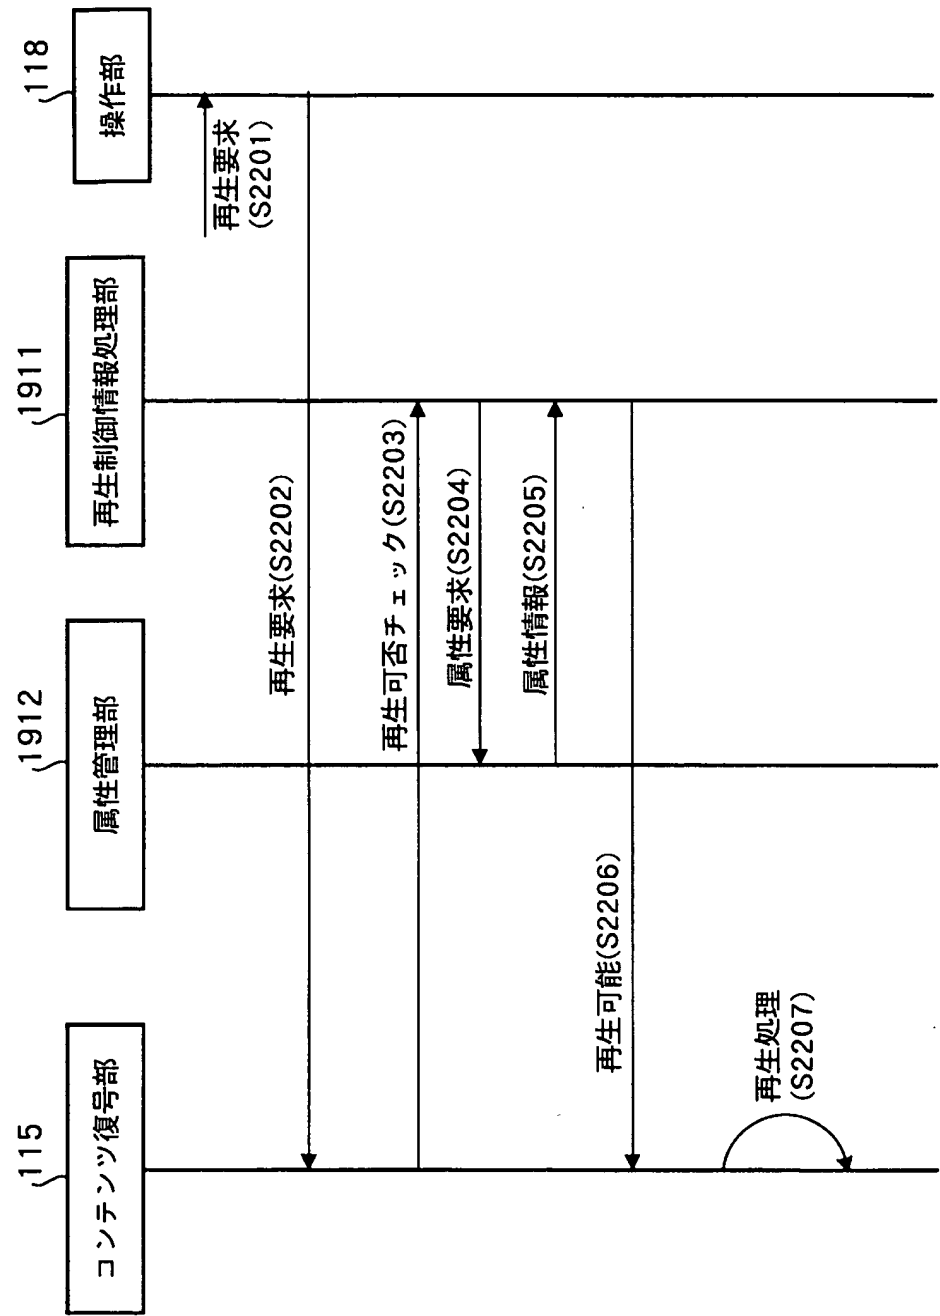 115
コンテンツ復号部
1912
属性管理部
1911
再生制御情報処理部
118
操作部
再生要求
(S2201)
再生要求(S2202)
再生可否チェック(S2203)
属性要求(S2204)
属性情報(S2205)
再生可能(S2206)
再生処理
(S2207)